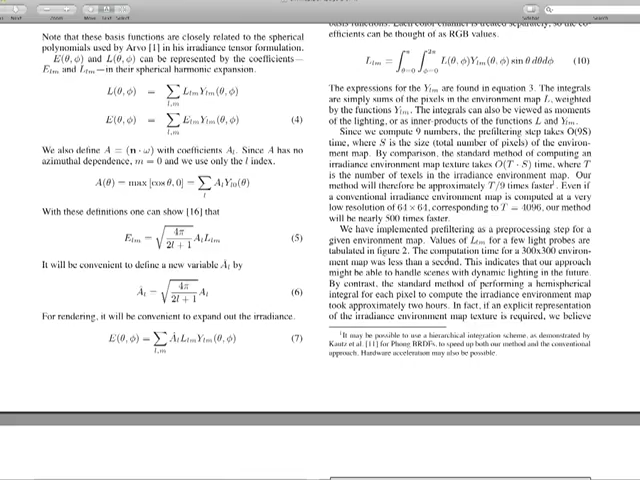 Note that these basis functions are closely related to the spherical
polynomials used by Arvo [1] in his irradiance tensor formulation.
E(θ, ϕ) and L(θ, ϕ) can be represented by the coefficients—
E_lm and L_lm—in their spherical harmonic expansion.
L(θ, ϕ) = ∑_{l,m} L_lm Y_lm(θ, ϕ)
E(θ, ϕ) = ∑_{l,m} E_lm Y_lm(θ, ϕ) (4)
We also define A = (n · ω) with coefficients A_l. Since A has no
azimuthal dependence, m = 0 and we use only the l index.
A(θ) = max [cos θ, 0] = ∑_l A_l Y_l0(θ)
With these definitions one can show [16] that
E_lm = √(4π / (2l + 1)) A_l L_lm (5)
It will be convenient to define a new variable Â_l by
Â_l = √(4π / (2l + 1)) A_l (6)
For rendering, it will be convenient to expand out the irradiance.
E(θ, ϕ) = ∑_{l,m} Â_l L_lm Y_lm(θ, ϕ) (7)
efficients can be thought of as RGB values.
L_lm = ∫_{θ=0}^{π} ∫_{ϕ=0}^{2π} L(θ, ϕ) Y_lm(θ, ϕ) sin θ dθdϕ (10)
The expressions for the Y_lm are found in equation 3. The integrals
are simply sums of the pixels in the environment map L, weighted
by the functions Y_lm. The integrals can also be viewed as moments
of the lighting, or as inner-products of the functions L and Y_lm.
Since we compute 9 numbers, the prefiltering step takes O(9S)
time, where S is the size (total number of pixels) of the environ-
ment map. By comparison, the standard method of computing an
irradiance environment map texture takes O(T · S) time, where T
is the number of texels in the irradiance environment map. Our
method will therefore be approximately T/9 times faster¹. Even if
a conventional irradiance environment map is computed at a very
low resolution of 64 × 64, corresponding to T = 4096, our method
will be nearly 500 times faster.
We have implemented prefiltering as a preprocessing step for a
given environment map. Values of L_lm for a few light probes are
tabulated in figure 2. The computation time for a 300x300 environ-
ment map was less than a second. This indicates that our approach
might be able to handle scenes with dynamic lighting in the future.
By contrast, the standard method of performing a hemispherical
integral for each pixel to compute the irradiance environment map
took approximately two hours. In fact, if an explicit representation
of the irradiance environment map texture is required, we believe
¹It may be possible to use a hierarchical integration scheme, as demonstrated by
Kautz et al. [11] for Phong BRDFs, to speed up both our method and the conventional
approach. Hardware acceleration may also be possible.